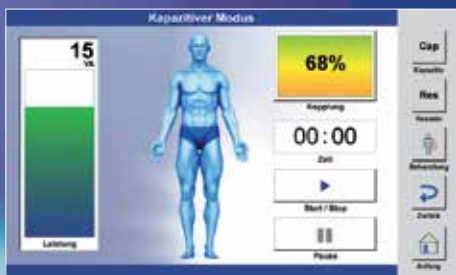 Kapazitiver Modus
15
VA
Leistung
68%
Kopplung
00:00
Zeit
Start / Stop
Pause
Cap
Kapazitiv
Res
Resistiv
Behandlung
Zurück
Anfang